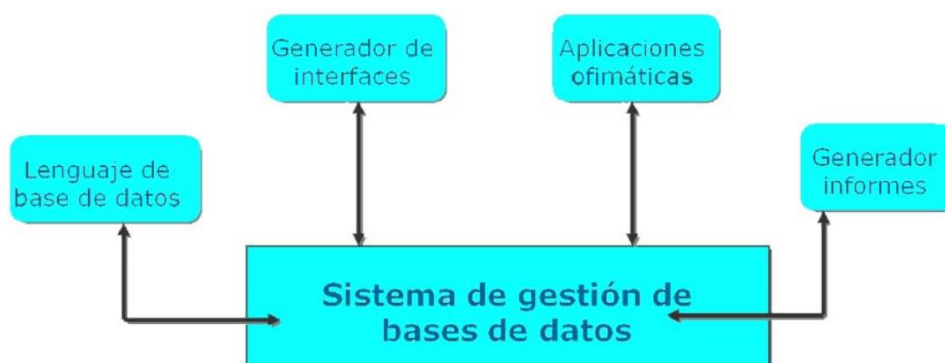 Generador de
interfaces
Aplicaciones
ofimáticas
Lenguaje de
base de datos
Generador
informes
Sistema de gestión de
bases de datos